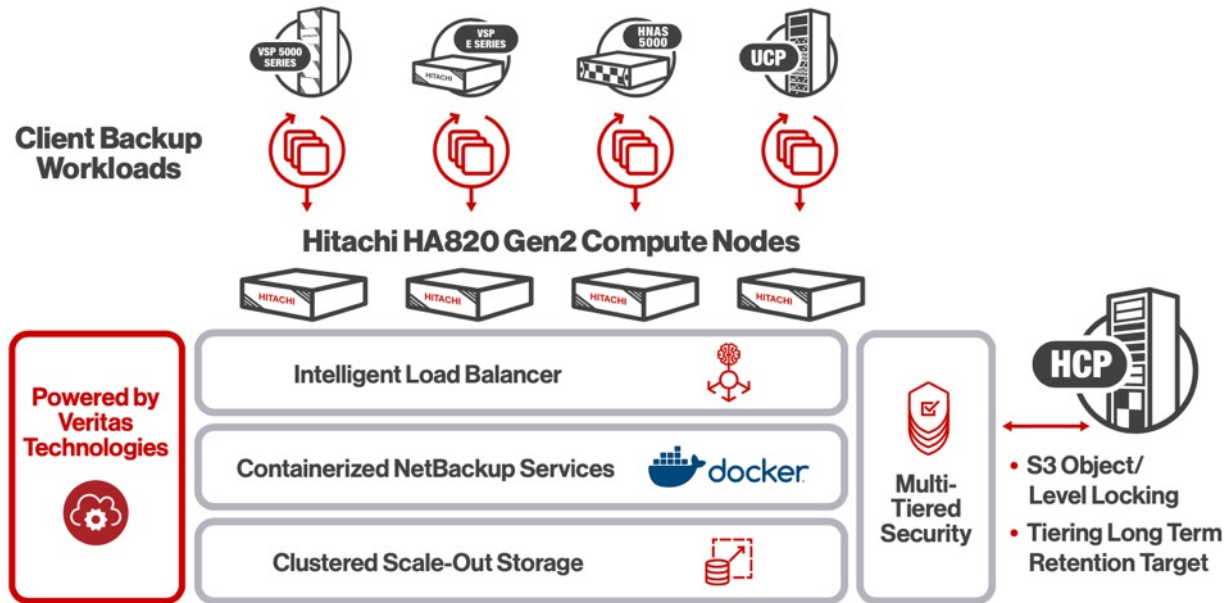 VSP 5000
SERIES
VSP
E SERIES
HNAS
5000
UCP
HITACHI
Client Backup
Workloads
Hitachi HA820 Gen2 Compute Nodes
HITACHI
HITACHI
HITACHI
HITACHI
Powered by
Veritas
Technologies
Intelligent Load Balancer
Containerized NetBackup Services
docker
Clustered Scale-Out Storage
Multi-
Tiered
Security
HCP
• S3 Object/
Level Locking
• Tiering Long Term
Retention Target